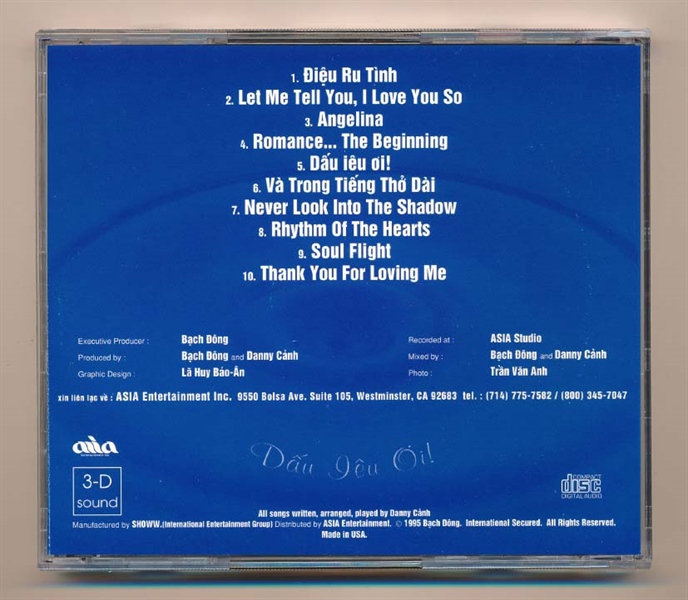 1. Điệu Ru Tình
2. Let Me Tell You, I Love You So
3. Angelina
4. Romance... The Beginning
5. Dấu iêu ơi!
6. Và Trong Tiếng Thở Dài
7. Never Look Into The Shadow
8. Rhythm Of The Hearts
9. Soul Flight
10. Thank You For Loving Me
Executive Producer : Bạch Đông
Produced by : Bạch Đông and Danny Cảnh
Graphic Design : Lã Huy Bảo-Ân
Recorded at : ASIA Studio
Mixed by : Bạch Đông and Danny Cảnh
Photo : Trần Vân Anh
xin liên lạc về : ASIA Entertainment Inc. 9550 Bolsa Ave. Suite 105, Westminster, CA 92683 tel. : (714) 775-7582 / (800) 345-7047
asia
Dấu Yêu Ơi!
3-D
sound
COMPACT
disc
DIGITAL AUDIO
All songs written, arranged, played by Danny Cảnh
Manufactured by SHOWW.(International Entertainment Group) Distributed by ASIA Entertainment. © 1995 Bạch Đông. International Secured. All Rights Reserved.
Made in USA.